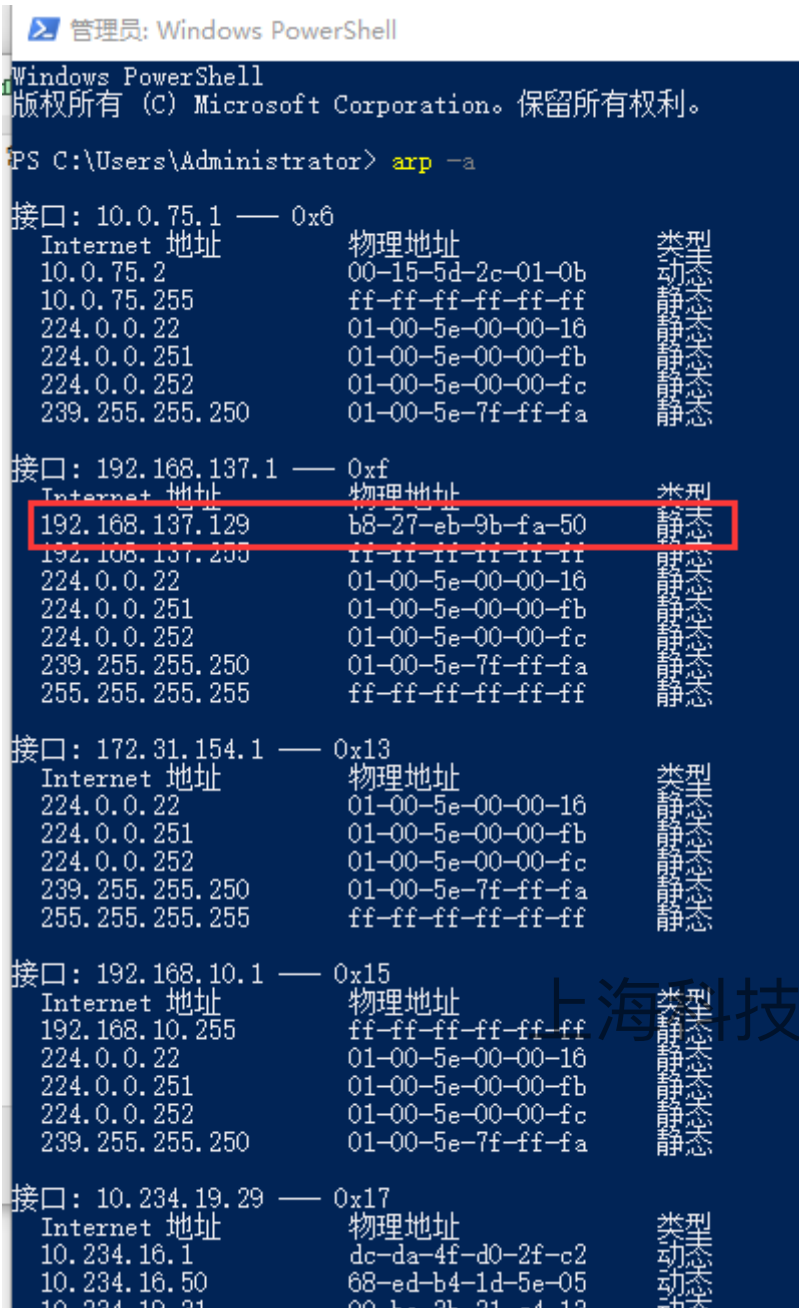 管理员: Windows PowerShell
Windows PowerShell
版权所有 (C) Microsoft Corporation。保留所有权利。
PS C:\Users\Administrator> arp -a
接口: 10.0.75.1 --- 0x6
Internet 地址 物理地址 类型
10.0.75.2 00-15-5d-2c-01-0b 动态
10.0.75.255 ff-ff-ff-ff-ff-ff 静态
224.0.0.22 01-00-5e-00-00-16 静态
224.0.0.251 01-00-5e-00-00-fb 静态
224.0.0.252 01-00-5e-00-00-fc 静态
239.255.255.250 01-00-5e-7f-ff-fa 静态
接口: 192.168.137.1 --- 0xf
Internet 地址 物理地址 类型
192.168.137.129 b8-27-eb-9b-fa-50 静态
192.168.137.255 ff-ff-ff-ff-ff-ff 静态
224.0.0.22 01-00-5e-00-00-16 静态
224.0.0.251 01-00-5e-00-00-fb 静态
224.0.0.252 01-00-5e-00-00-fc 静态
239.255.255.250 01-00-5e-7f-ff-fa 静态
255.255.255.255 ff-ff-ff-ff-ff-ff 静态
接口: 172.31.154.1 --- 0x13
Internet 地址 物理地址 类型
224.0.0.22 01-00-5e-00-00-16 静态
224.0.0.251 01-00-5e-00-00-fb 静态
224.0.0.252 01-00-5e-00-00-fc 静态
239.255.255.250 01-00-5e-7f-ff-fa 静态
255.255.255.255 ff-ff-ff-ff-ff-ff 静态
接口: 192.168.10.1 --- 0x15
Internet 地址 物理地址 类型
192.168.10.255 ff-ff-ff-ff-ff-ff 静态
上海科技
224.0.0.22 01-00-5e-00-00-16 静态
224.0.0.251 01-00-5e-00-00-fb 静态
224.0.0.252 01-00-5e-00-00-fc 静态
239.255.255.250 01-00-5e-7f-ff-fa 静态
接口: 10.234.19.29 --- 0x17
Internet 地址 物理地址 类型
10.234.16.1 dc-da-4f-d0-2f-c2 动态
10.234.16.50 68-ed-b4-1d-5e-05 动态